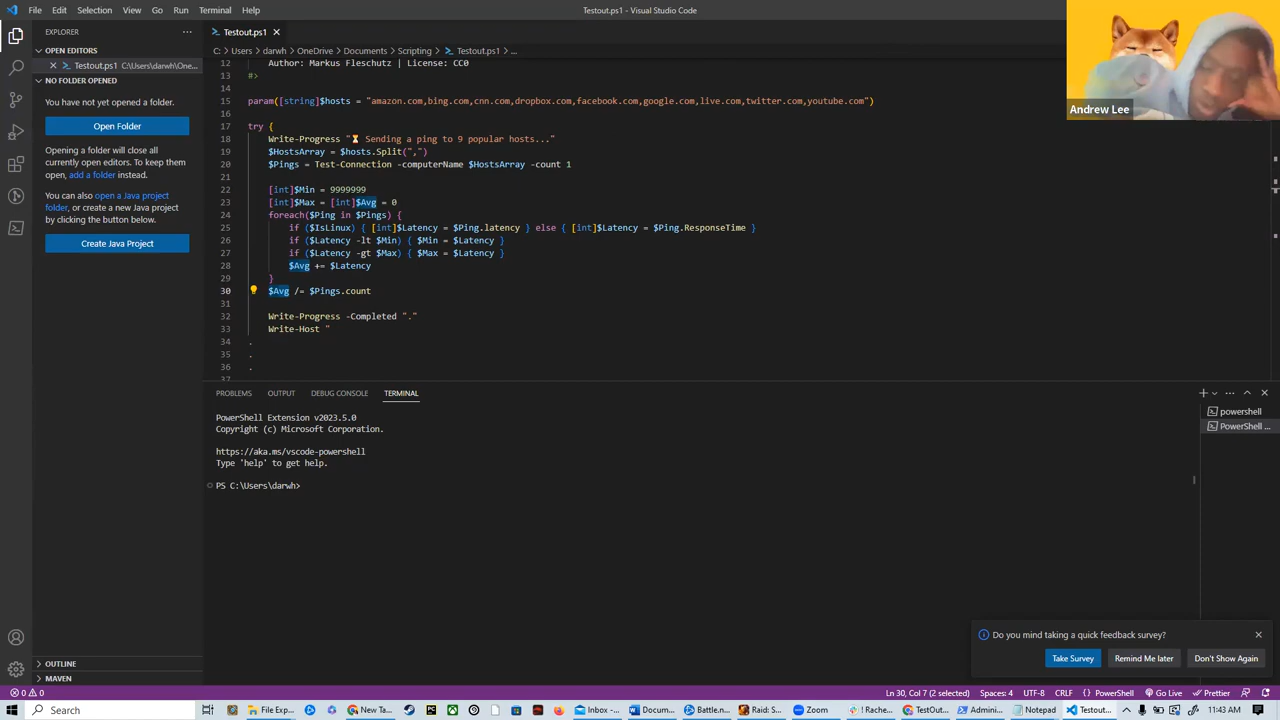 File Edit Selection View Go Run Terminal Help
Testout.ps1 - Visual Studio Code
EXPLORER
OPEN EDITORS
Testout.ps1 C:\Users\darwh\One...
NO FOLDER OPENED
You have not yet opened a folder.
Open Folder
Opening a folder will close all
currently open editors. To keep them
open, add a folder instead.
You can also open a Java project
folder, or create a new Java project
by clicking the button below.
Create Java Project
OUTLINE
MAVEN
Testout.ps1
C: > Users > darwh > OneDrive > Documents > Scripting > Testout.ps1 > ...
12 Author: Markus Fleschutz | License: CC0
13 #>
14
15 param([string]$hosts = "amazon.com,bing.com,cnn.com,dropbox.com,facebook.com,google.com,live.com,twitter.com,youtube.com")
16
17 try {
18 Write-Progress "⏳ Sending a ping to 9 popular hosts..."
19 $HostsArray = $hosts.Split(",")
20 $Pings = Test-Connection -computerName $HostsArray -count 1
21
22 [int]$Min = 9999999
23 [int]$Max = [int]$Avg = 0
24 foreach($Ping in $Pings) {
25 if ($IsLinux) { [int]$Latency = $Ping.latency } else { [int]$Latency = $Ping.ResponseTime }
26 if ($Latency -lt $Min) { $Min = $Latency }
27 if ($Latency -gt $Max) { $Max = $Latency }
28 $Avg += $Latency
29 }
30 $Avg /= $Pings.count
31
32 Write-Progress -Completed "."
33 Write-Host "
34 .
35 .
36 .
37
Andrew Lee
PROBLEMS OUTPUT DEBUG CONSOLE TERMINAL
PowerShell Extension v2023.5.0
Copyright (c) Microsoft Corporation.
https://aka.ms/vscode-powershell
Type 'help' to get help.
PS C:\Users\darwh>
powershell
PowerShell ...
Do you mind taking a quick feedback survey?
Take Survey Remind Me later Don't Show Again
0 0 Ln 30, Col 7 (2 selected) Spaces: 4 UTF-8 CRLF {} PowerShell Go Live Prettier
Search File Exp... New Ta... Inbox -... Docum... Battle.n... Raid: S... Zoom ! Rache... TestOut... Admini... Notepad Testout... 11:43 AM